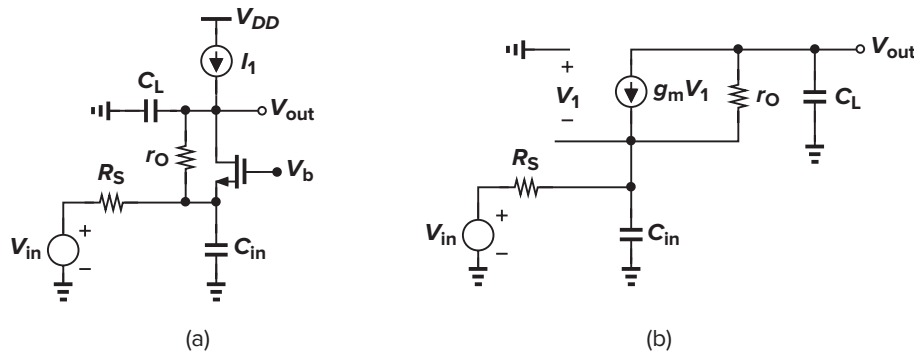 V_DD
I_1
C_L
V_out
r_O
V_b
R_S
V_in
+
−
C_in
(a)
+
V_1
−
g_mV_1
r_O
C_L
V_out
R_S
V_in
+
−
C_in
(b)